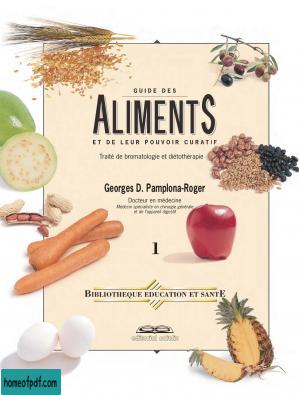 GUIDE DES
ALIMENTS
ET DE LEUR POUVOIR CURATIF
Traité de bromatologie et diétothérapie
Georges D. Pamplona-Roger
Docteur en médecine
Médecin spécialiste en chirurgie générale
et de l'appareil digestif
1
BIBLIOTHEQUE EDUCATION ET SANTE
editorial safeliz
homeofpdf.com